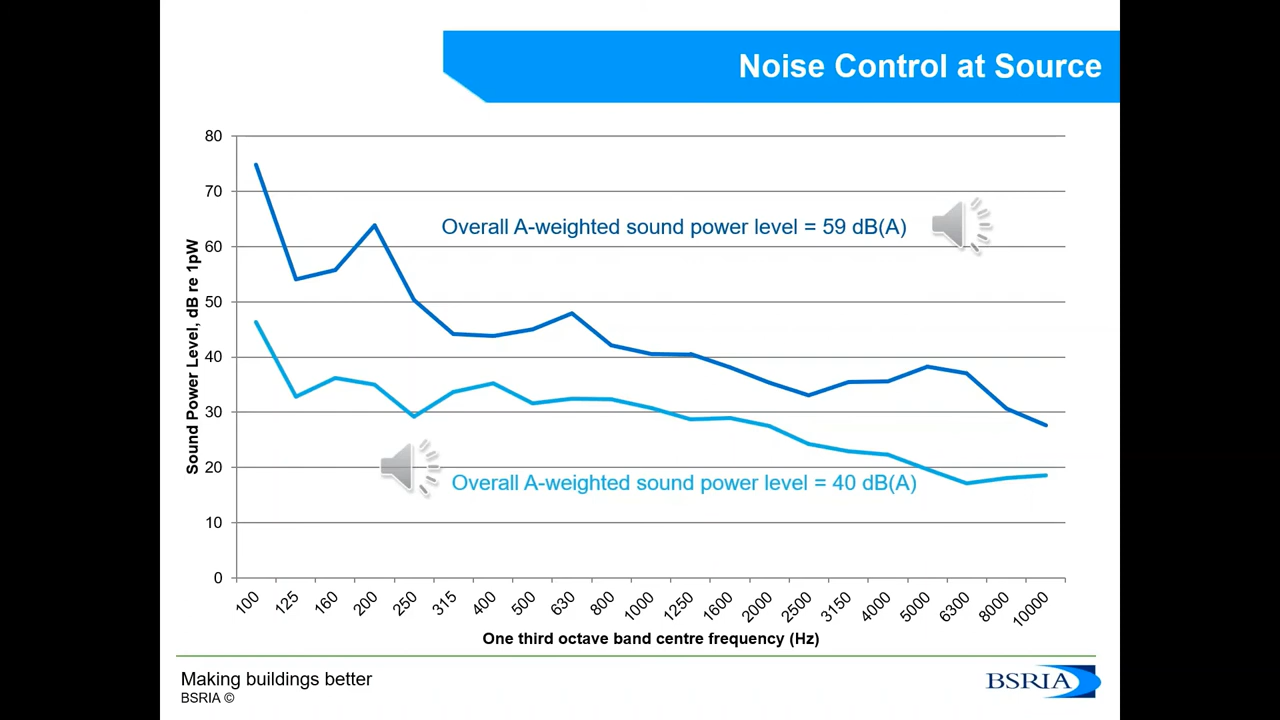 Noise Control at Source
80
70
60
50
40
30
20
10
0
Sound Power Level, dB re 1pW
Overall A-weighted sound power level = 59 dB(A)
Overall A-weighted sound power level = 40 dB(A)
100 125 160 200 250 315 400 500 630 800 1000 1250 1600 2000 2500 3150 4000 5000 6300 8000 10000
One third octave band centre frequency (Hz)
Making buildings better
BSRIA ©
BSRIA